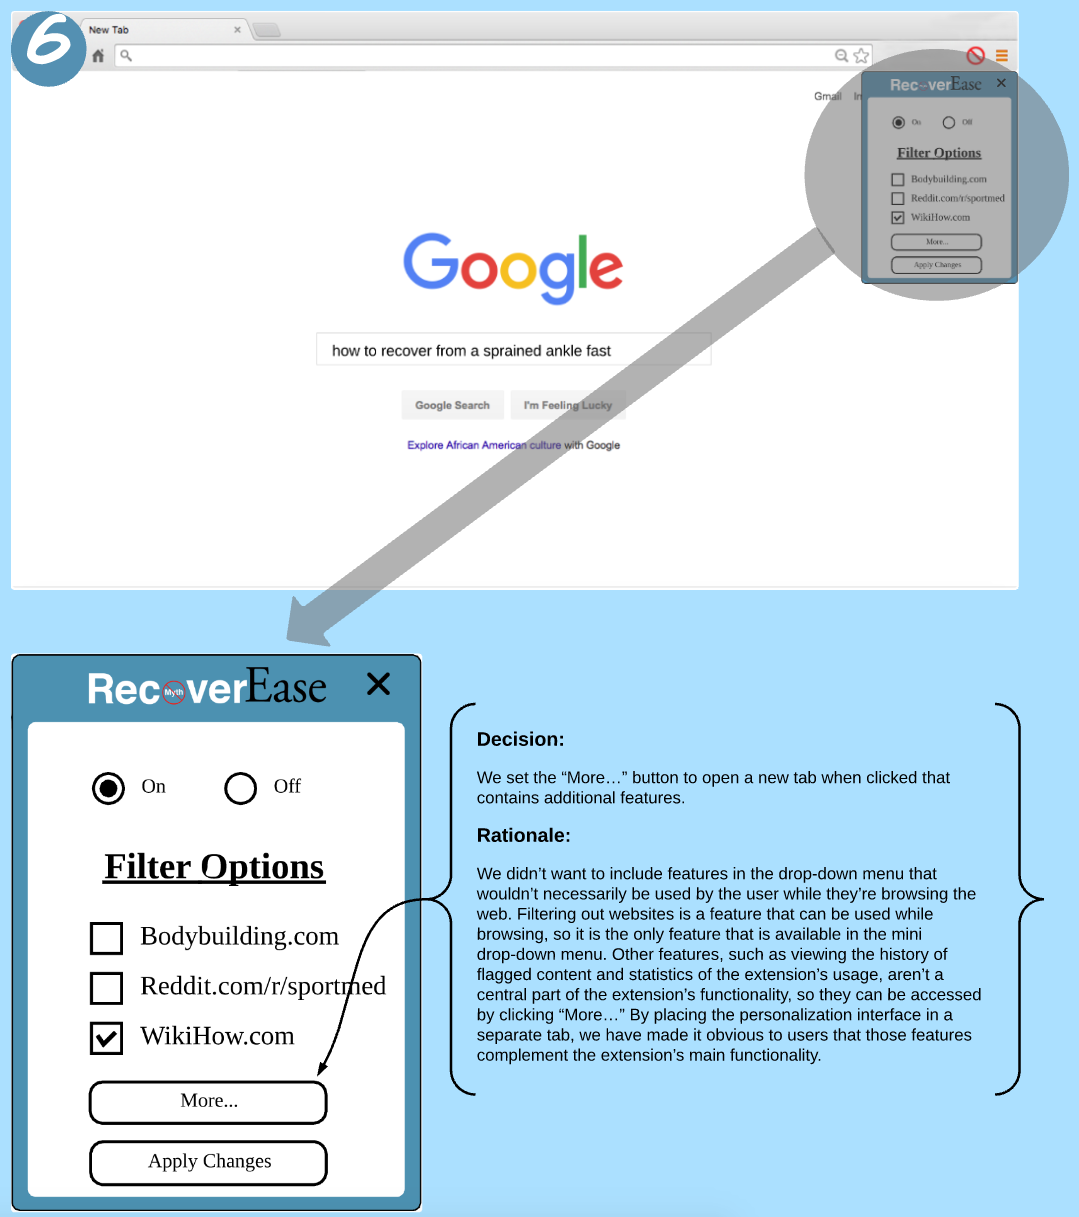 6
New Tab
Gmail In
RecoverEase
On Off
Filter Options
Bodybuilding.com
Reddit.com/r/sportmed
WikiHow.com
More...
Apply Changes
Google
how to recover from a sprained ankle fast
Google Search I'm Feeling Lucky
Explore African American culture with Google
RecMythverEase
On Off
Filter Options
Bodybuilding.com
Reddit.com/r/sportmed
WikiHow.com
More...
Apply Changes
Decision:
We set the “More…” button to open a new tab when clicked that
contains additional features.
Rationale:
We didn’t want to include features in the drop-down menu that
wouldn’t necessarily be used by the user while they’re browsing the
web. Filtering out websites is a feature that can be used while
browsing, so it is the only feature that is available in the mini
drop-down menu. Other features, such as viewing the history of
flagged content and statistics of the extension’s usage, aren’t a
central part of the extension’s functionality, so they can be accessed
by clicking “More…” By placing the personalization interface in a
separate tab, we have made it obvious to users that those features
complement the extension’s main functionality.